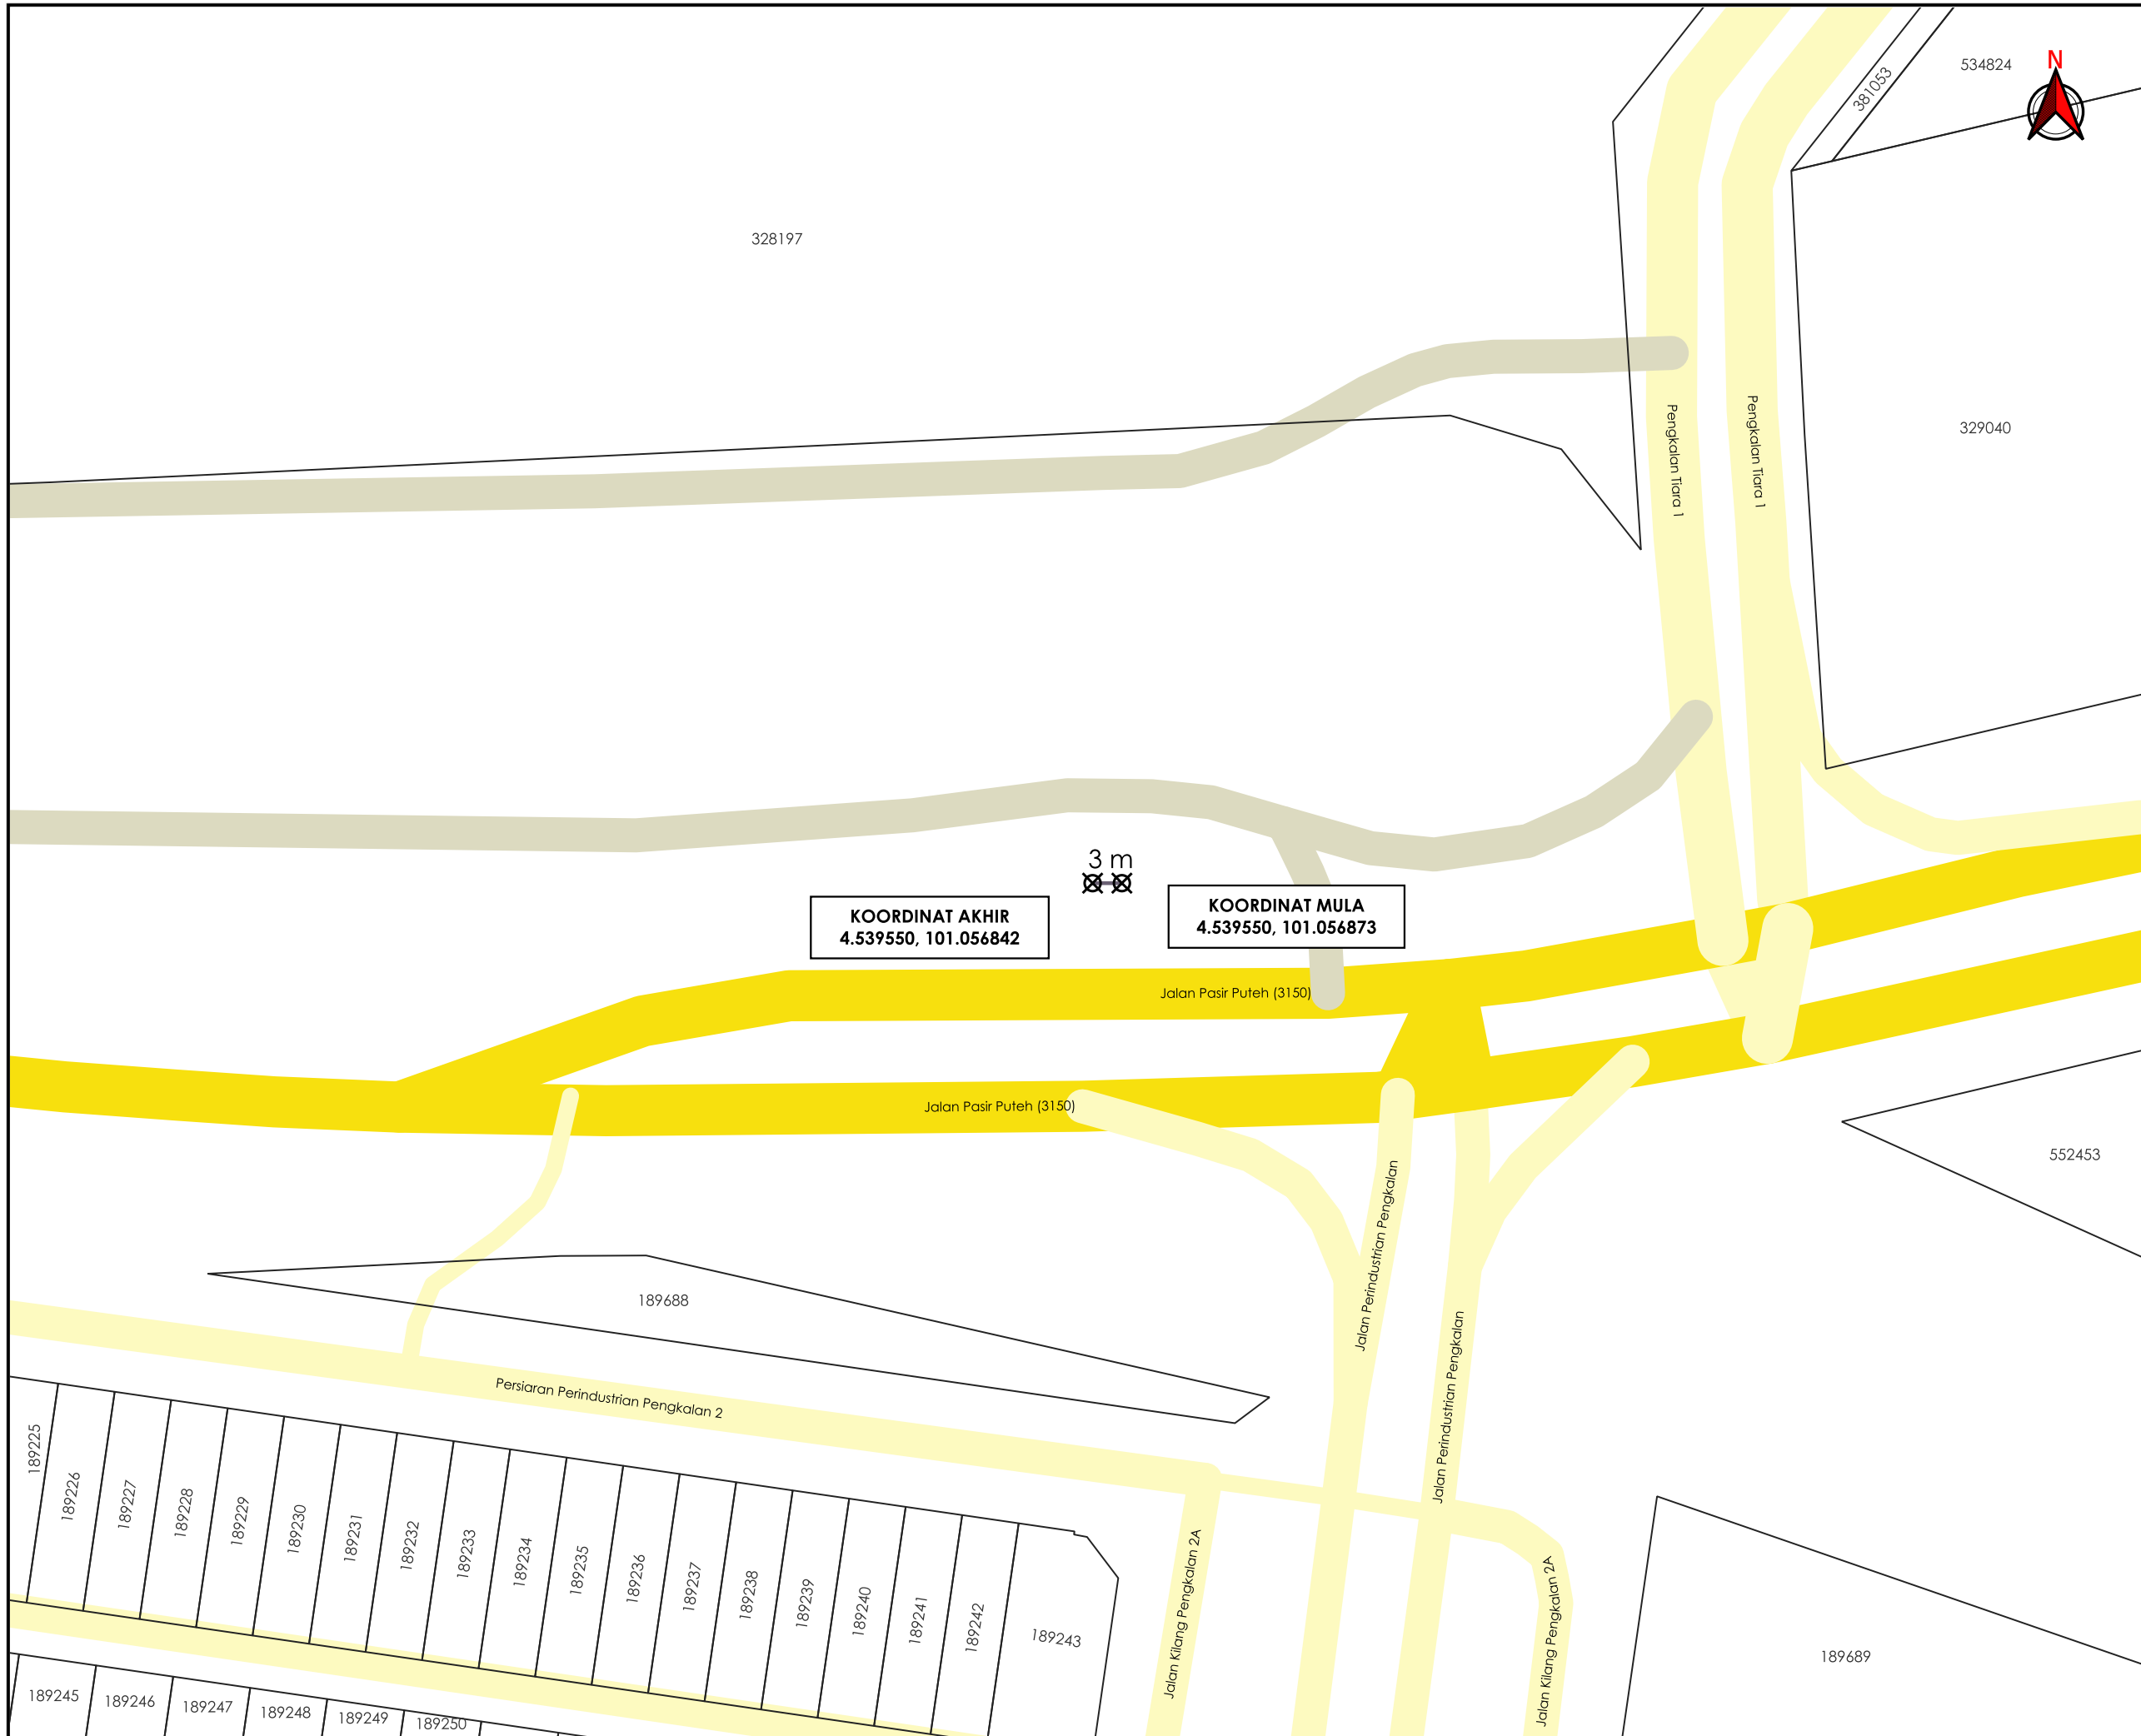 N
534824
381053
328197
329040
Pengkalan Tiara 1
Pengkalan Tiara 1
3 m
KOORDINAT AKHIR
4.539550, 101.056842
KOORDINAT MULA
4.539550, 101.056873
Jalan Pasir Puteh (3150)
Jalan Pasir Puteh (3150)
552453
Jalan Perindustrian Pengkalan
Jalan Perindustrian Pengkalan
189688
Persiaran Perindustrian Pengkalan 2
189225
189226
189227
189228
189229
189230
189231
189232
189233
189234
189235
189236
189237
189238
189239
189240
189241
189242
189243
Jalan Kilang Pengkalan 2A
Jalan Kilang Pengkalan 2A
189689
189245
189246
189247
189248
189249
189250